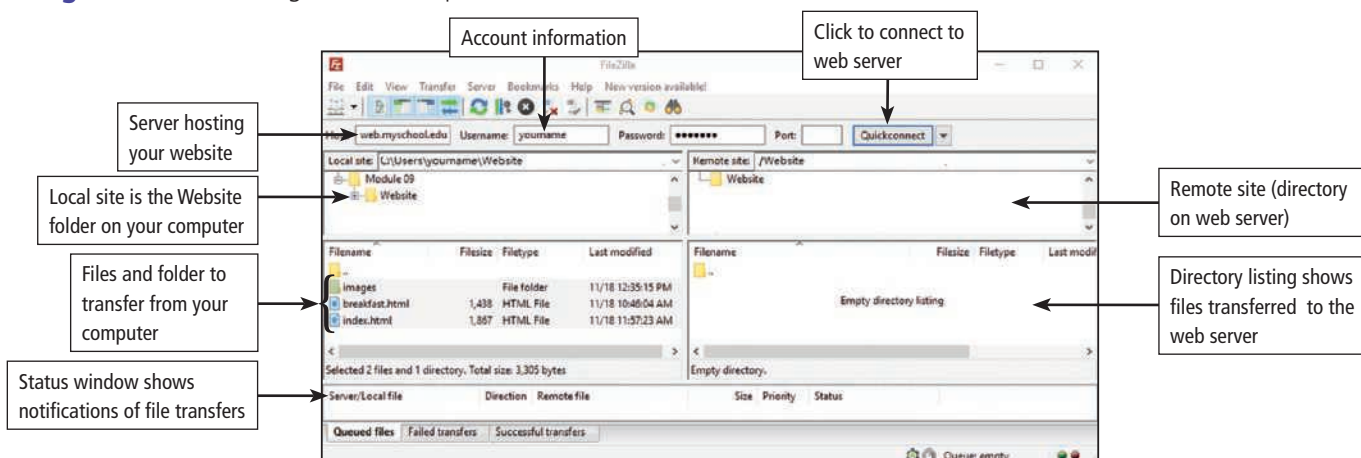 Account information
Click to connect to
web server
Server hosting
your website
Local site is the Website
folder on your computer
Files and folder to
transfer from your
computer
Status window shows
notifications of file transfers
Remote site (directory
on web server)
Directory listing shows
files transferred to the
web server
FileZilla
File Edit View Transfer Server Bookmarks Help New version available!
web.myschool.edu Username: yourname Password: ••••••• Port: Quickconnect
Local site: C:\Users\yourname\Website
Module 09
Website
Remote site: /Website
Website
Filename Filesize Filetype Last modified
..
images File folder 11/18 12:35:15 PM
breakfast.html 1,438 HTML File 11/18 10:46:04 AM
index.html 1,867 HTML File 11/18 11:57:23 AM
Selected 2 files and 1 directory. Total size: 3,305 bytes
Filename Filesize Filetype Last modif
..
Empty directory listing
Empty directory.
Server/Local file Direction Remote file Size Priority Status
Queued files Failed transfers Successful transfers
Queue: empty